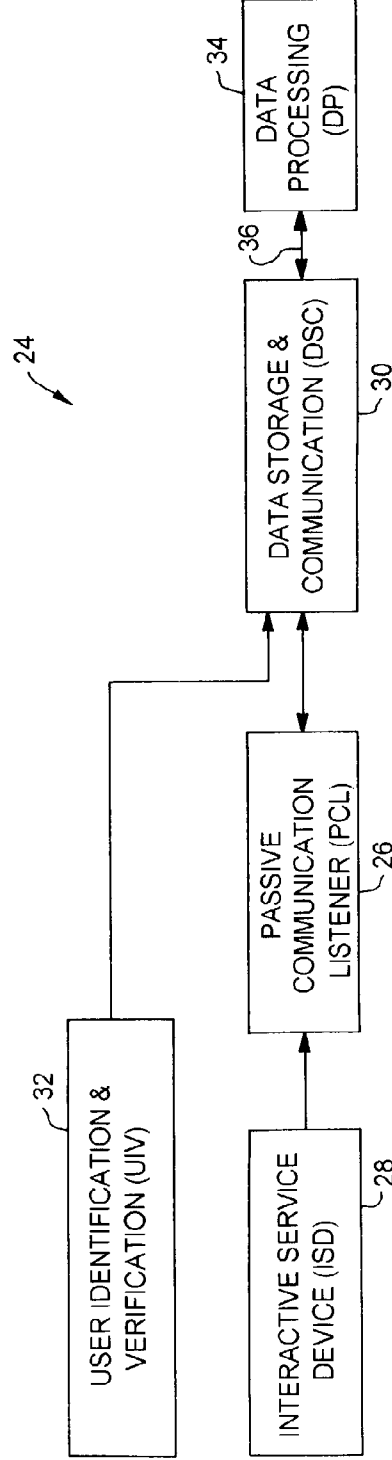 24
32
USER IDENTIFICATION &
VERIFICATION (UIV)
INTERACTIVE SERVICE
DEVICE (ISD)
28
PASSIVE
COMMUNICATION
LISTENER (PCL)
26
DATA STORAGE &
COMMUNICATION (DSC)
30
36
34
DATA
PROCESSING
(DP)